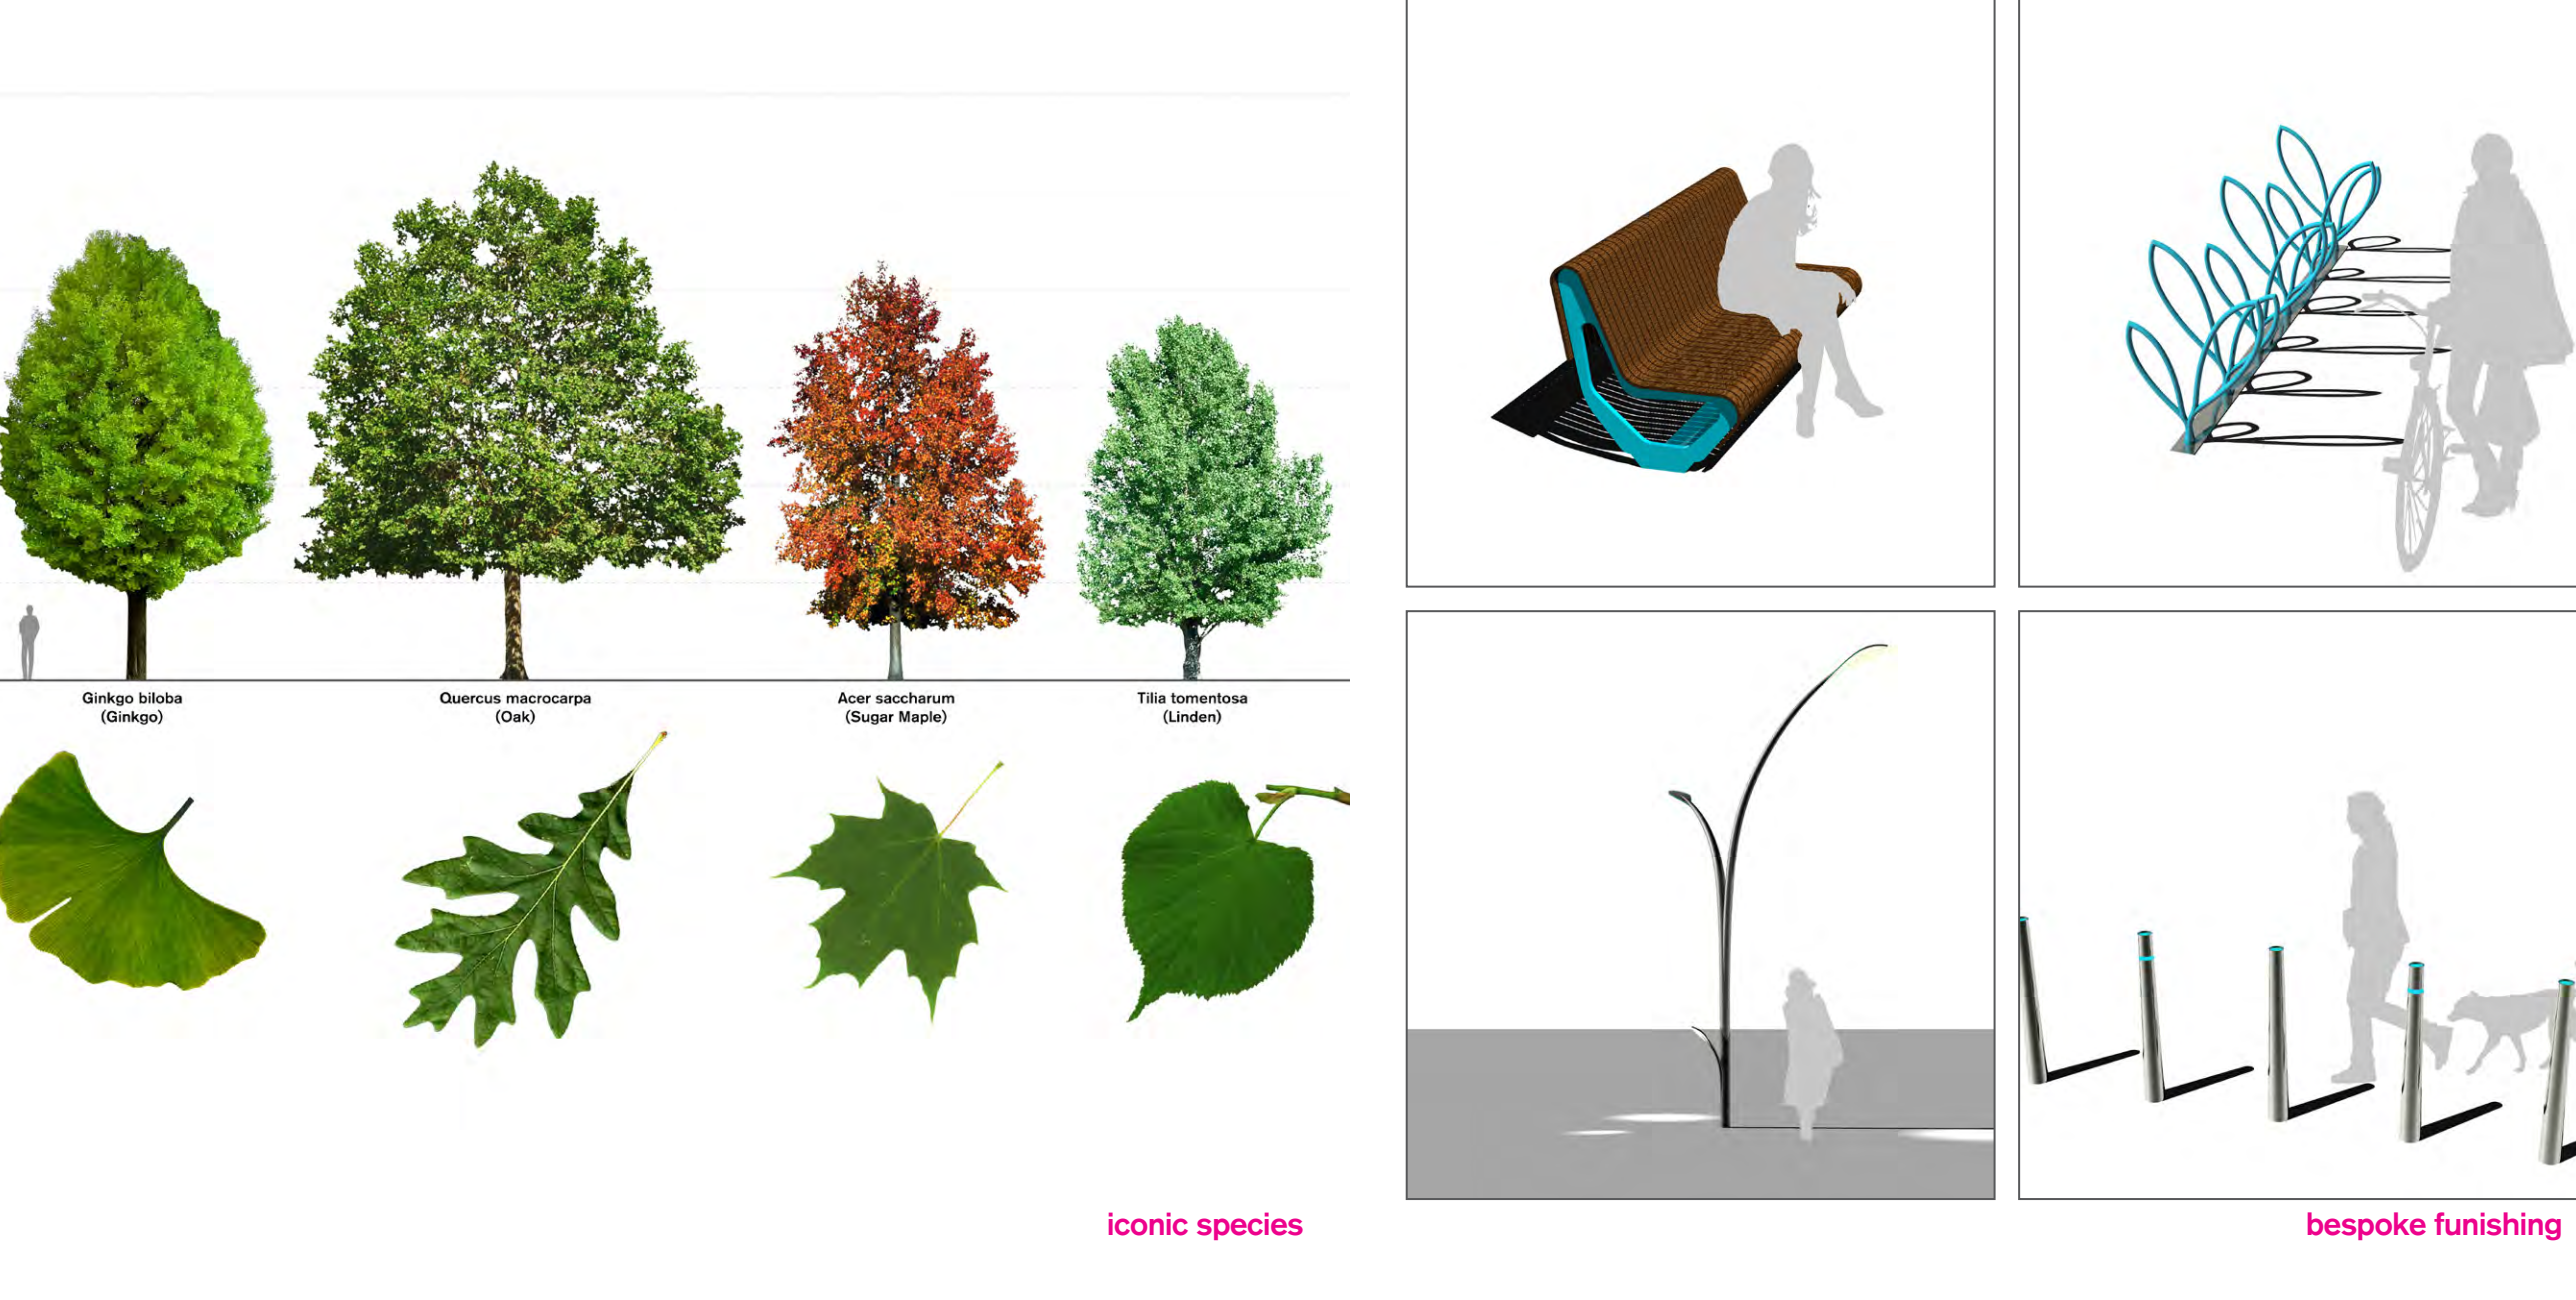 Ginkgo biloba
(Ginkgo)
Quercus macrocarpa
(Oak)
Acer saccharum
(Sugar Maple)
Tilia tomentosa
(Linden)
iconic species
bespoke funishing